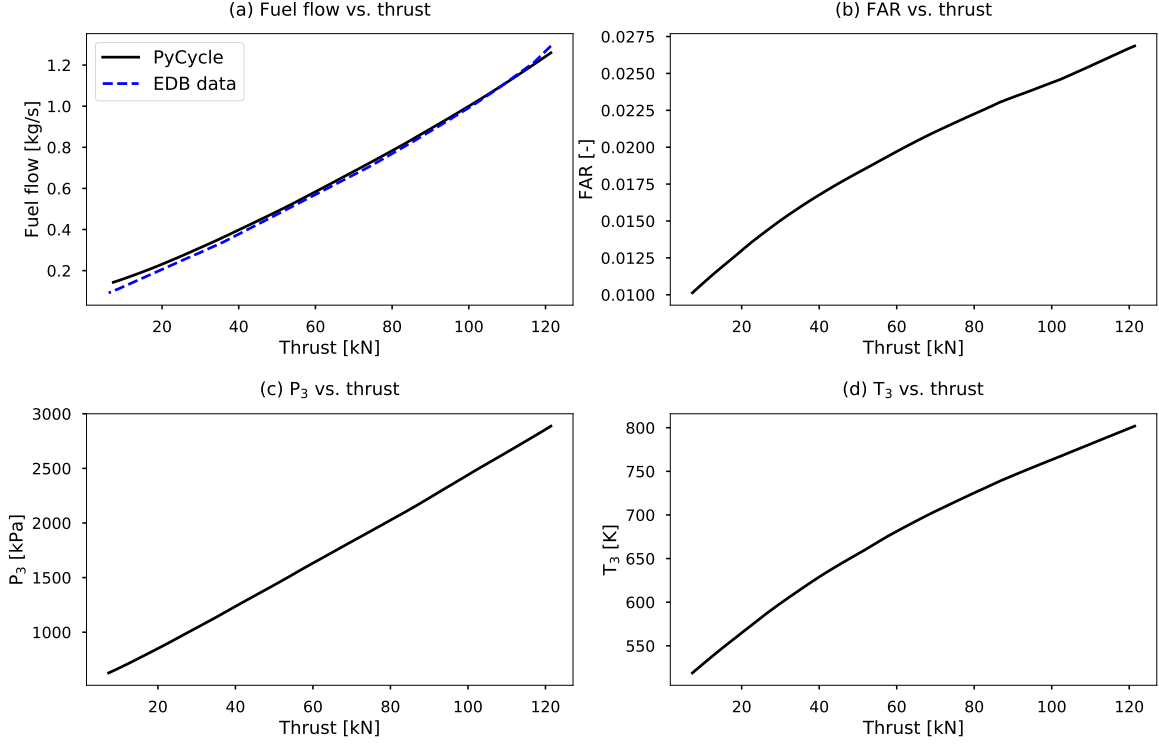 (a) Fuel flow vs. thrust
PyCycle
EDB data
Fuel flow [kg/s]
1.2
1.0
0.8
0.6
0.4
0.2
20 40 60 80 100 120
Thrust [kN]
(b) FAR vs. thrust
FAR [-]
0.0275
0.0250
0.0225
0.0200
0.0175
0.0150
0.0125
0.0100
20 40 60 80 100 120
Thrust [kN]
(c) P₃ vs. thrust
P₃ [kPa]
3000
2500
2000
1500
1000
20 40 60 80 100 120
Thrust [kN]
(d) T₃ vs. thrust
T₃ [K]
800
750
700
650
600
550
20 40 60 80 100 120
Thrust [kN]